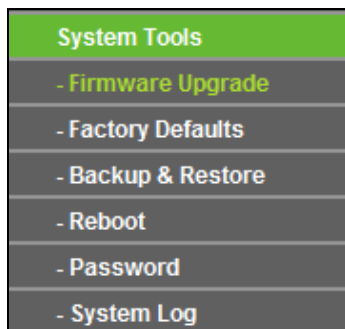 System Tools
- Firmware Upgrade
- Factory Defaults
- Backup & Restore
- Reboot
- Password
- System Log